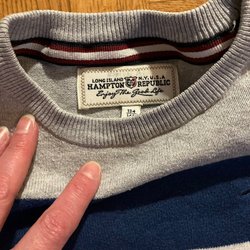 LONG ISLAND N.Y. U.S.A
HAMPTON REPUBLIC
Enjoy The Good Life